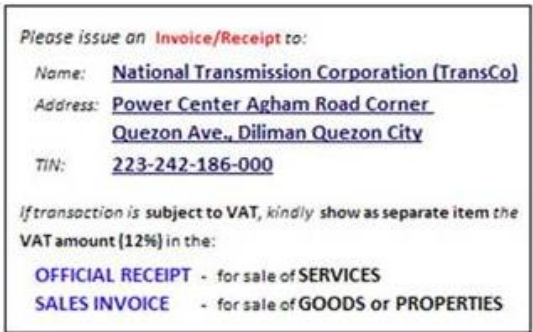 Please issue an Invoice/Receipt to:
Name: National Transmission Corporation (TransCo)
Address: Power Center Agham Road Corner
Quezon Ave., Diliman Quezon City
TIN: 223-242-186-000
If transaction is subject to VAT, kindly show as separate item the
VAT amount (12%) in the:
OFFICIAL RECEIPT - for sale of SERVICES
SALES INVOICE - for sale of GOODS or PROPERTIES